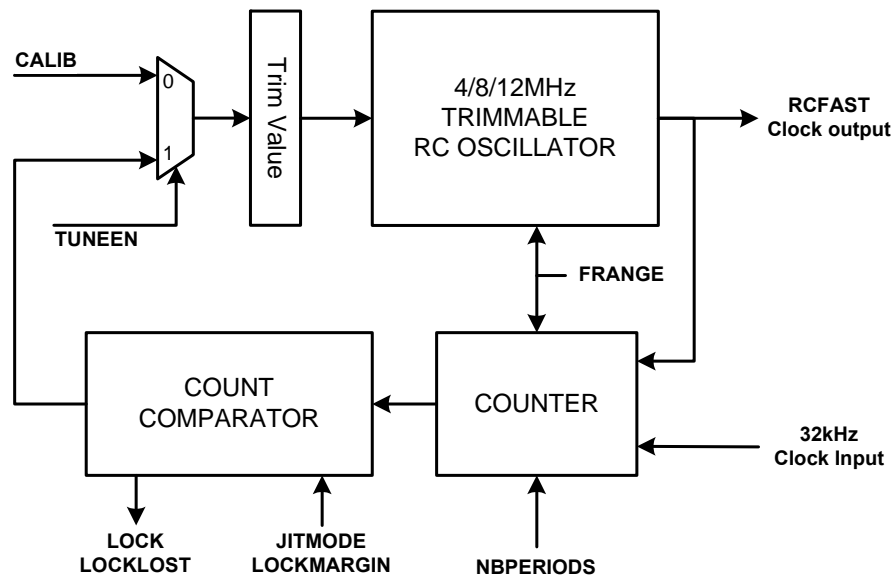 CALIB
0
1
TUNEEN
Trim Value
4/8/12MHz
TRIMMABLE
RC OSCILLATOR
RCFAST
Clock output
FRANGE
COUNT
COMPARATOR
COUNTER
32kHz
Clock Input
LOCK
LOCKLOST
JITMODE
LOCKMARGIN
NBPERIODS